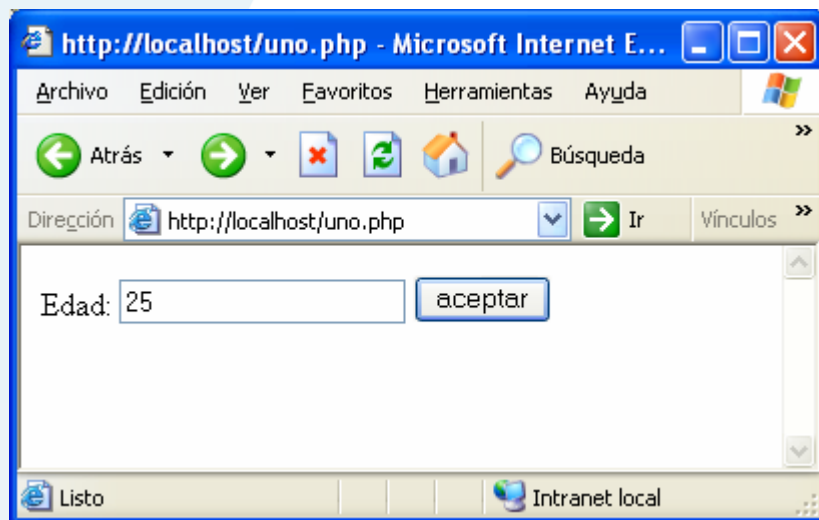 http://localhost/uno.php - Microsoft Internet E...
Archivo Edición Ver Favoritos Herramientas Ayuda
Atrás Búsqueda »
Dirección http://localhost/uno.php Ir Vínculos »
Edad: 25 aceptar
Listo Intranet local